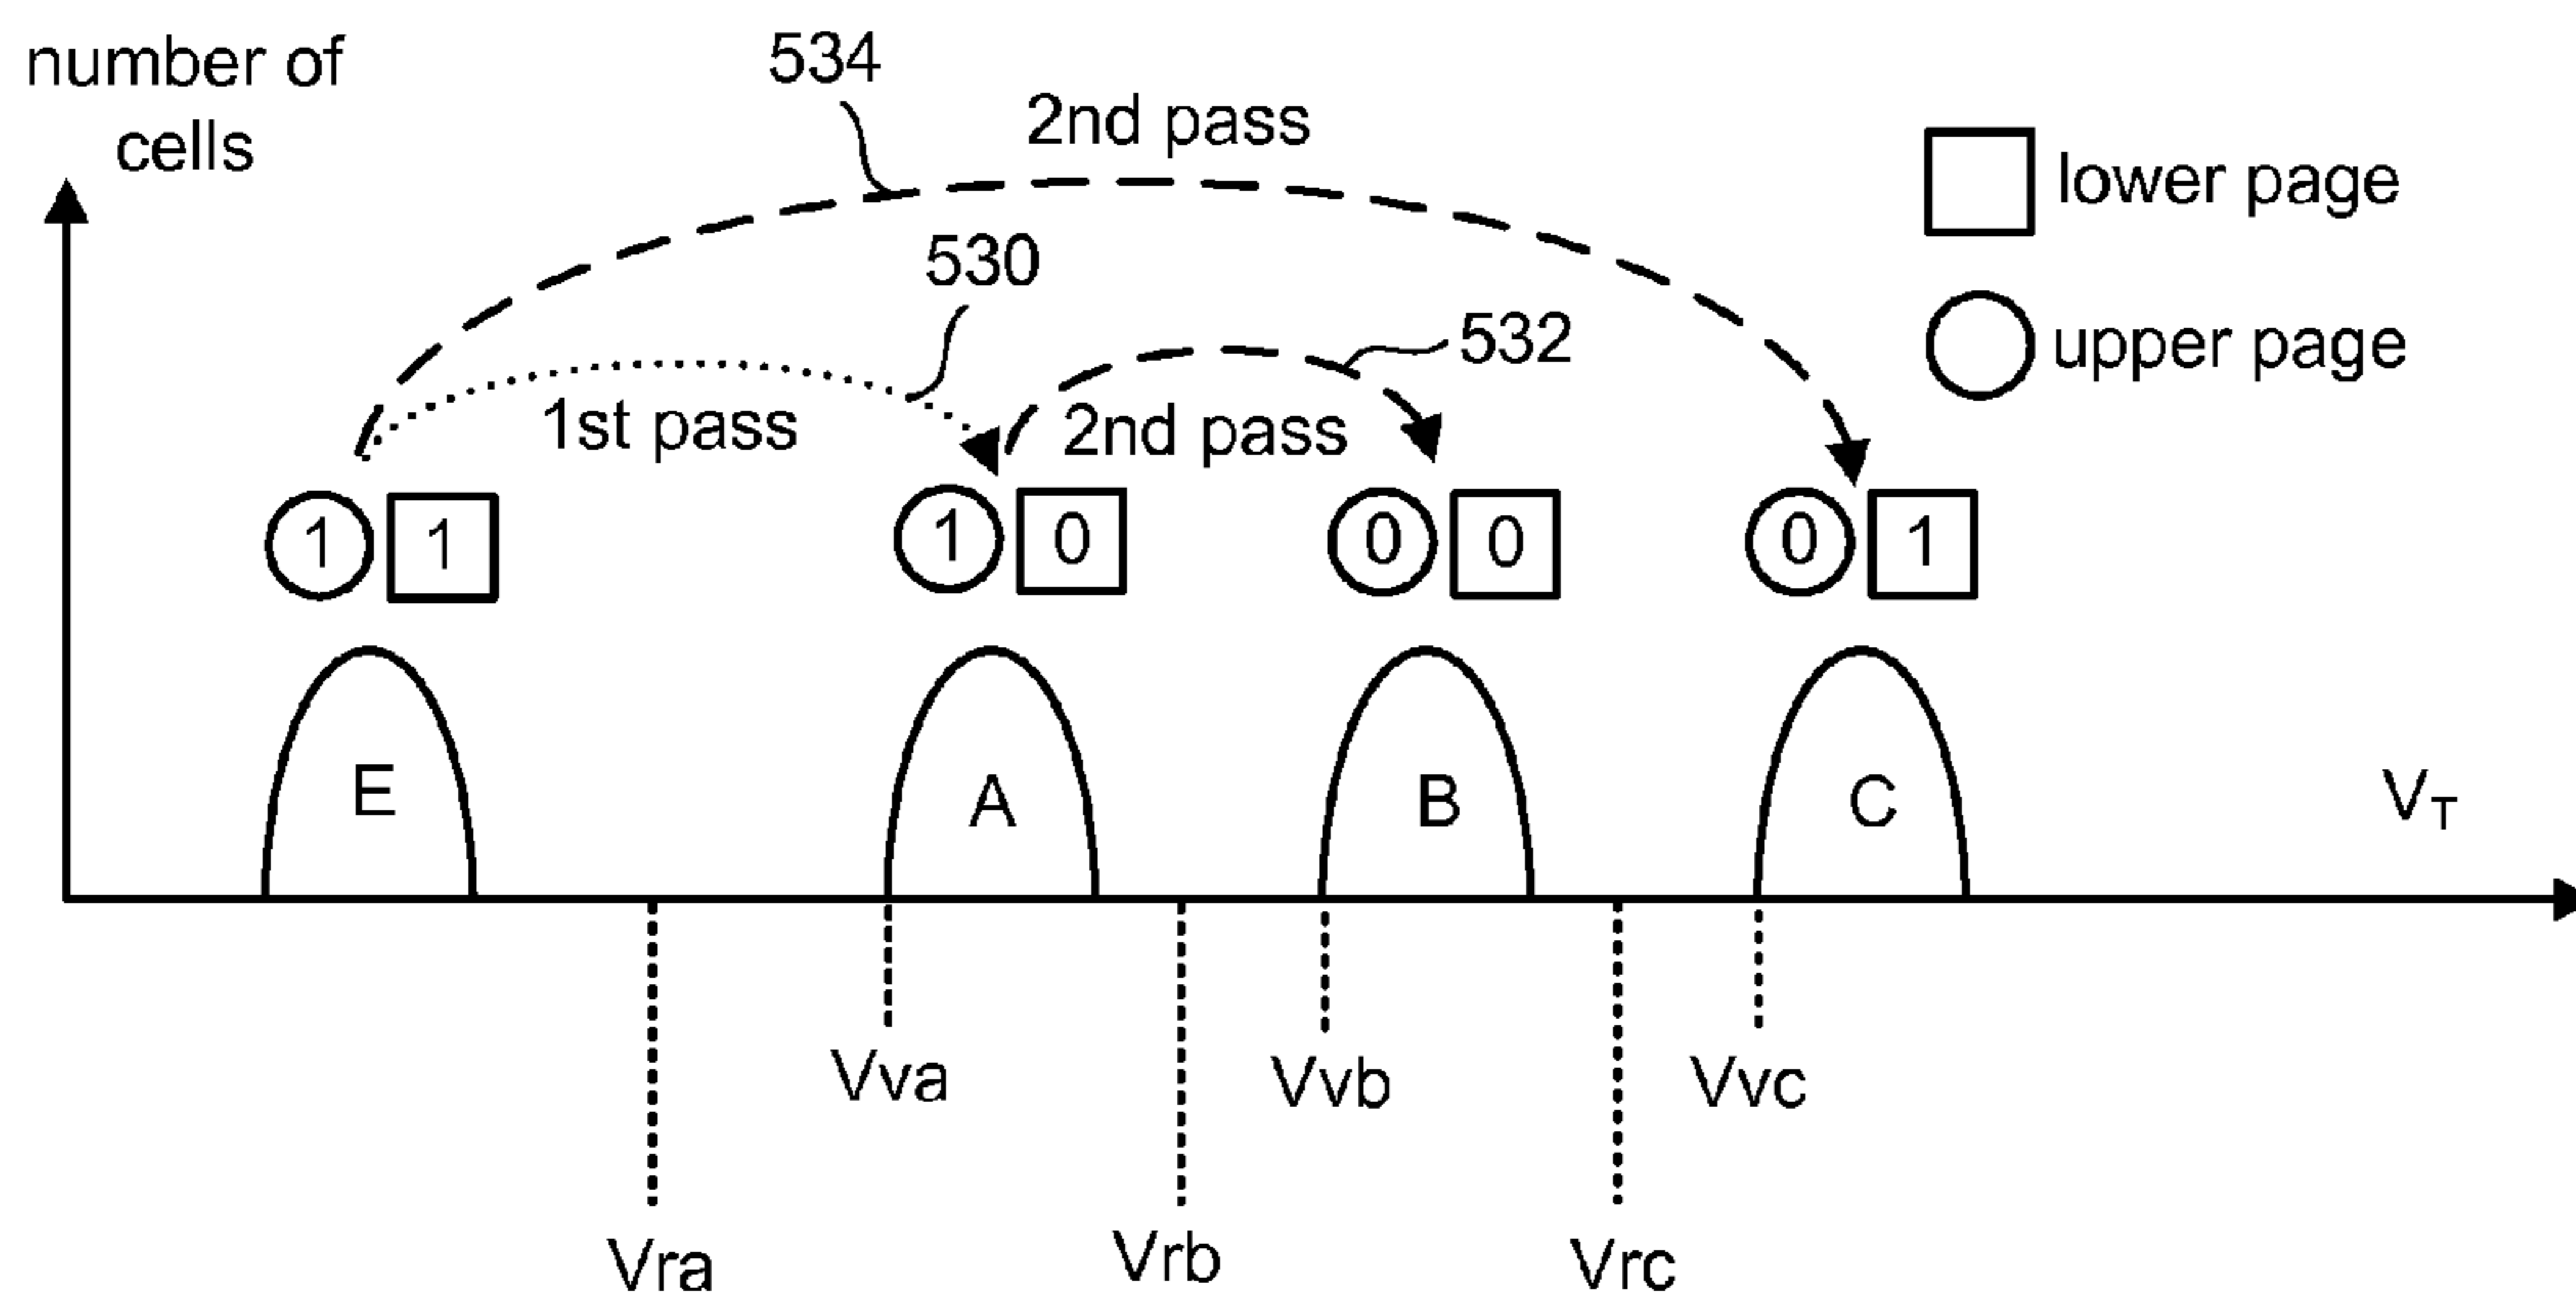 number of
cells
534
2nd pass
lower page
530
532
upper page
1st pass
2nd pass
1 1
1 0
0 0
0 1
E
A
B
C
VT
Vva
Vvb
Vvc
Vra
Vrb
Vrc